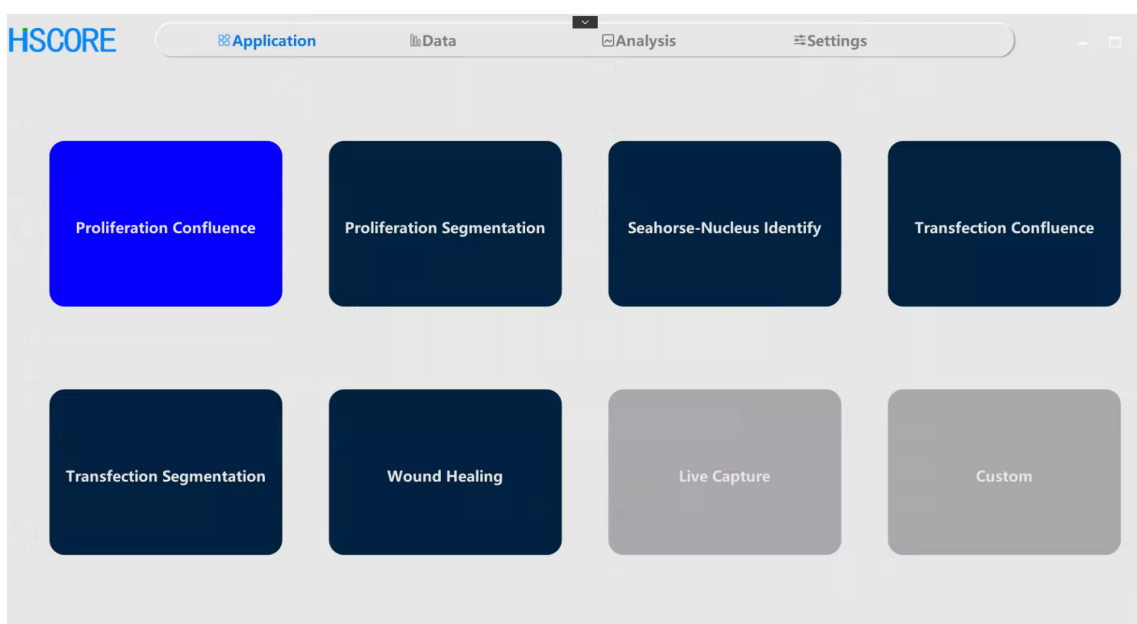 HSCORE
Application
Data
Analysis
Settings
Proliferation Confluence
Proliferation Segmentation
Seahorse-Nucleus Identify
Transfection Confluence
Transfection Segmentation
Wound Healing
Live Capture
Custom